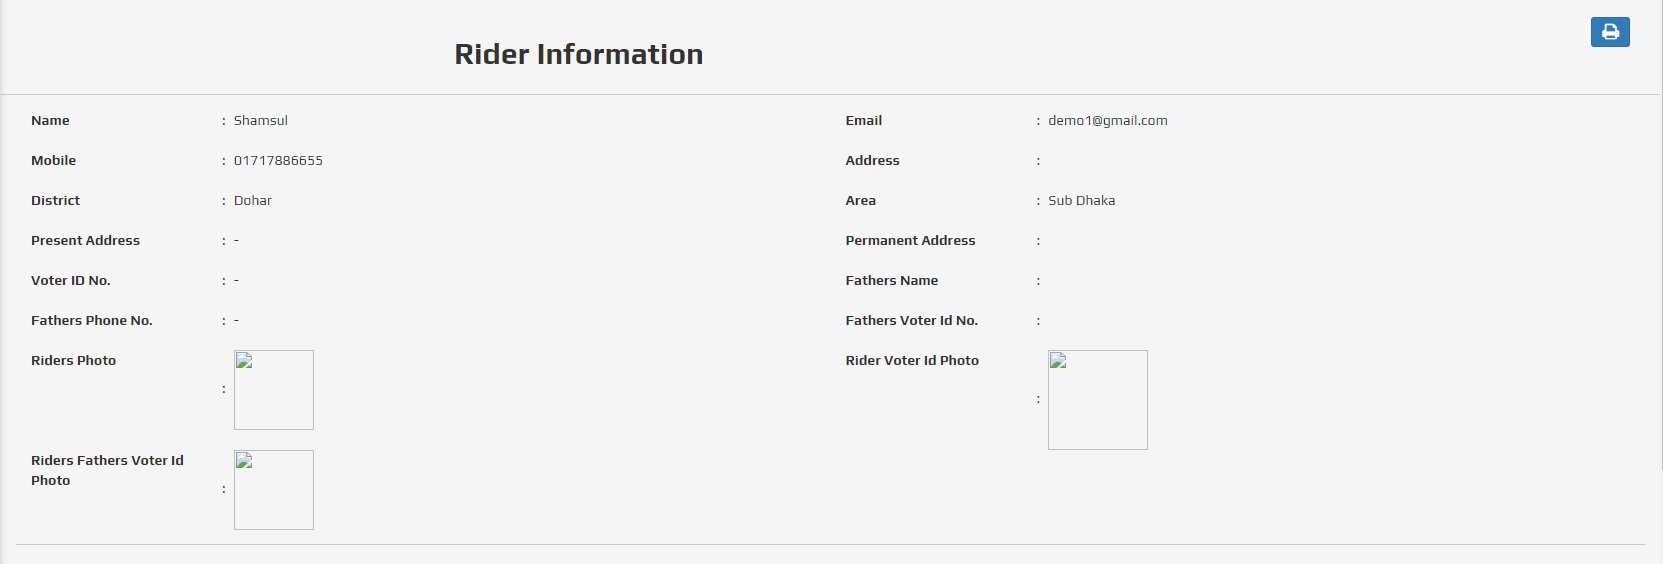 Rider Information
Name : Shamsul
Email : demo1@gmail.com
Mobile : 01717886655
Address :
District : Dohar
Area : Sub Dhaka
Present Address : -
Permanent Address :
Voter ID No. : -
Fathers Name :
Fathers Phone No. : -
Fathers Voter Id No. :
Riders Photo :
Rider Voter Id Photo :
Riders Fathers Voter Id
Photo :